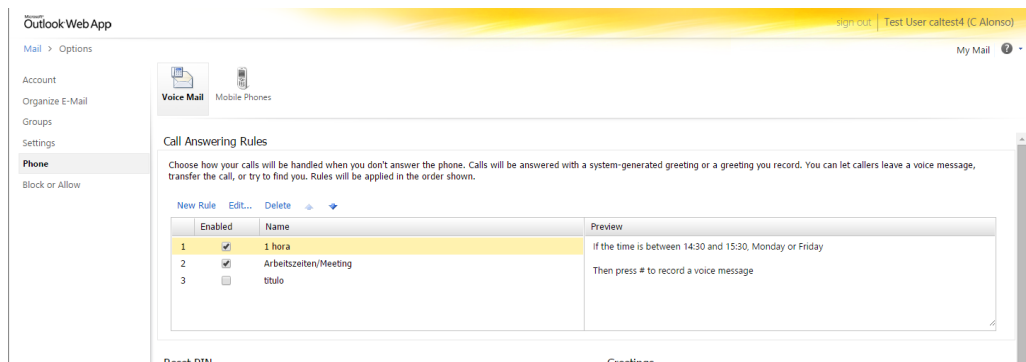 Microsoft
Outlook Web App
sign out | Test User caltest4 (C Alonso)
Mail > Options
My Mail
Account
Organize E-Mail
Groups
Settings
Phone
Block or Allow
Voice Mail
Mobile Phones
Call Answering Rules
Choose how your calls will be handled when you don't answer the phone. Calls will be answered with a system-generated greeting or a greeting you record. You can let callers leave a voice message,
transfer the call, or try to find you. Rules will be applied in the order shown.
New Rule Edit... Delete
Enabled Name Preview
1 1 hora
2 Arbeitszeiten/Meeting
3 titulo
If the time is between 14:30 and 15:30, Monday or Friday
Then press # to record a voice message
Reset PIN
Greetings